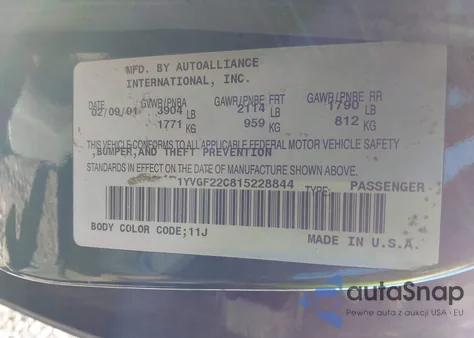 MFD. BY AUTOALLIANCE
INTERNATIONAL, INC.
DATE GVWR/PNBV GAWR/PNBE FRT GAWR/PNBE RR
02/09/01 3904 LB 2114 LB 1790 LB
1771 KG 959 KG 812 KG
THIS VEHICLE CONFORMS TO ALL APPLICABLE FEDERAL MOTOR VEHICLE SAFETY
,BUMPER,AND THEFT PREVENTION
STANDARDS IN EFFECT ON THE DATE OF MANUFACTURE SHOWN ABOVE.
1YVGF22C815228844 TYPE: PASSENGER
BODY COLOR CODE;11J
MADE IN U.S.A.
autoSnap
Pewne auta z aukcji USA i EU